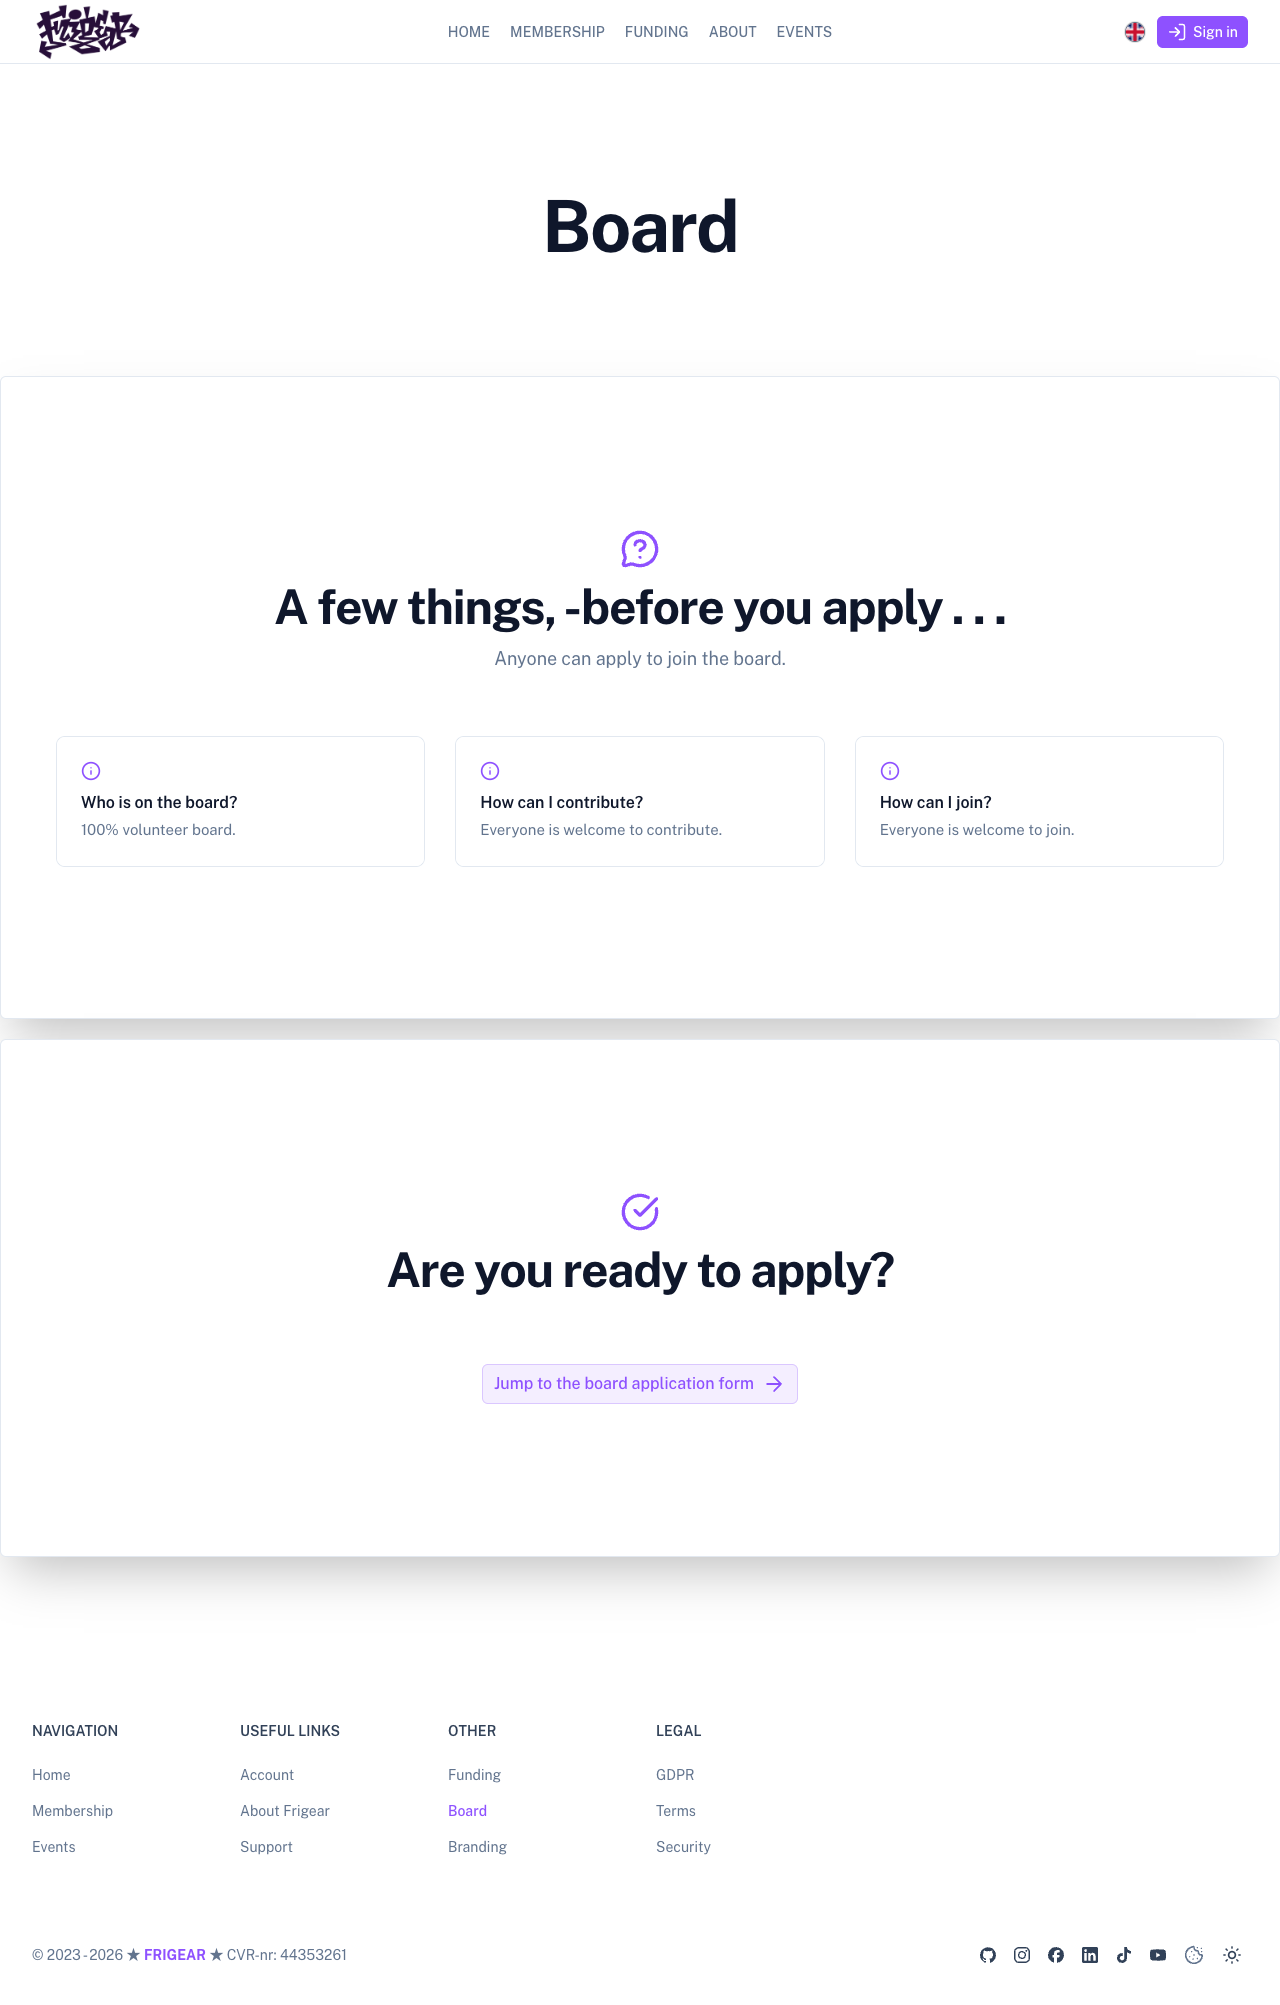 Frigear
HOME MEMBERSHIP FUNDING ABOUT EVENTS
Sign in
Board
A few things, -before you apply . . .
Anyone can apply to join the board.
Who is on the board?
100% volunteer board.
How can I contribute?
Everyone is welcome to contribute.
How can I join?
Everyone is welcome to join.
Are you ready to apply?
Jump to the board application form
NAVIGATION
Home
Membership
Events
USEFUL LINKS
Account
About Frigear
Support
OTHER
Funding
Board
Branding
LEGAL
GDPR
Terms
Security
© 2023 - 2026 ★ FRIGEAR ★ CVR-nr: 44353261